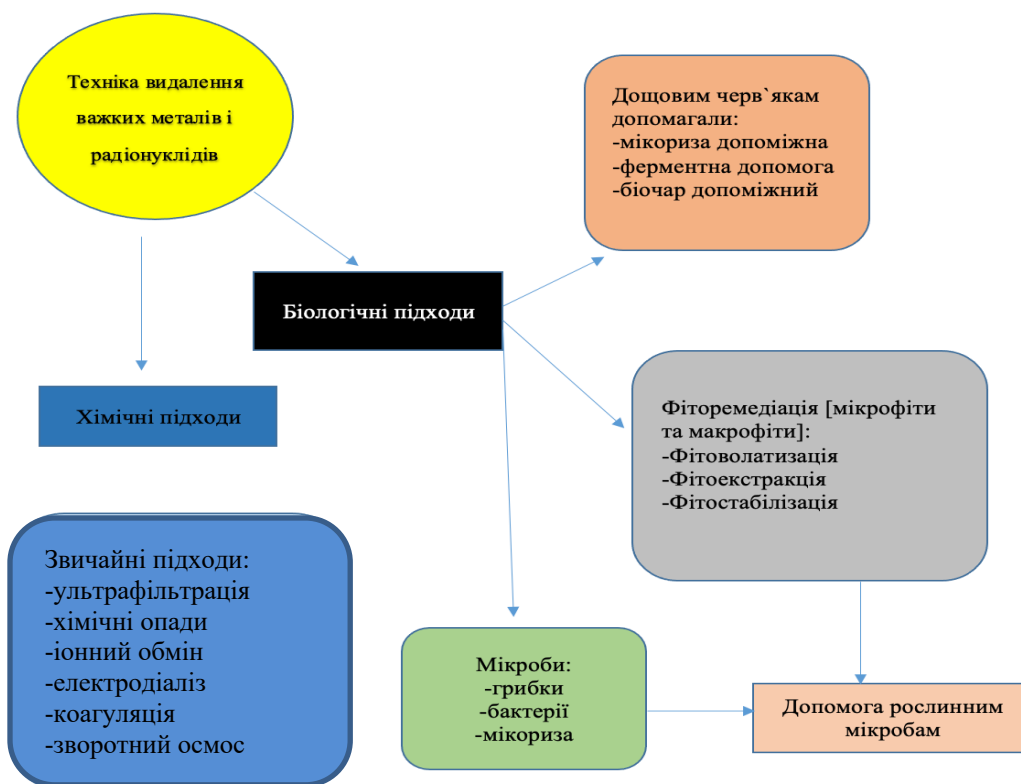 Техніка видалення
важких металів і
радіонуклідів
Дощовим черв`якам
допомагали:
-мікориза допоміжна
-ферментна допомога
-біочар допоміжний
Біологічні підходи
Хімічні підходи
Фіторемедіація [мікрофіти
та макрофіти]:
-Фітоволатизація
-Фітоекстракція
-Фітостабілізація
Звичайні підходи:
-ультрафільтрація
-хімічні опади
-іонний обмін
-електродіаліз
-коагуляція
-зворотний осмос
Мікроби:
-грибки
-бактерії
-мікориза
Допомога рослинним
мікробам